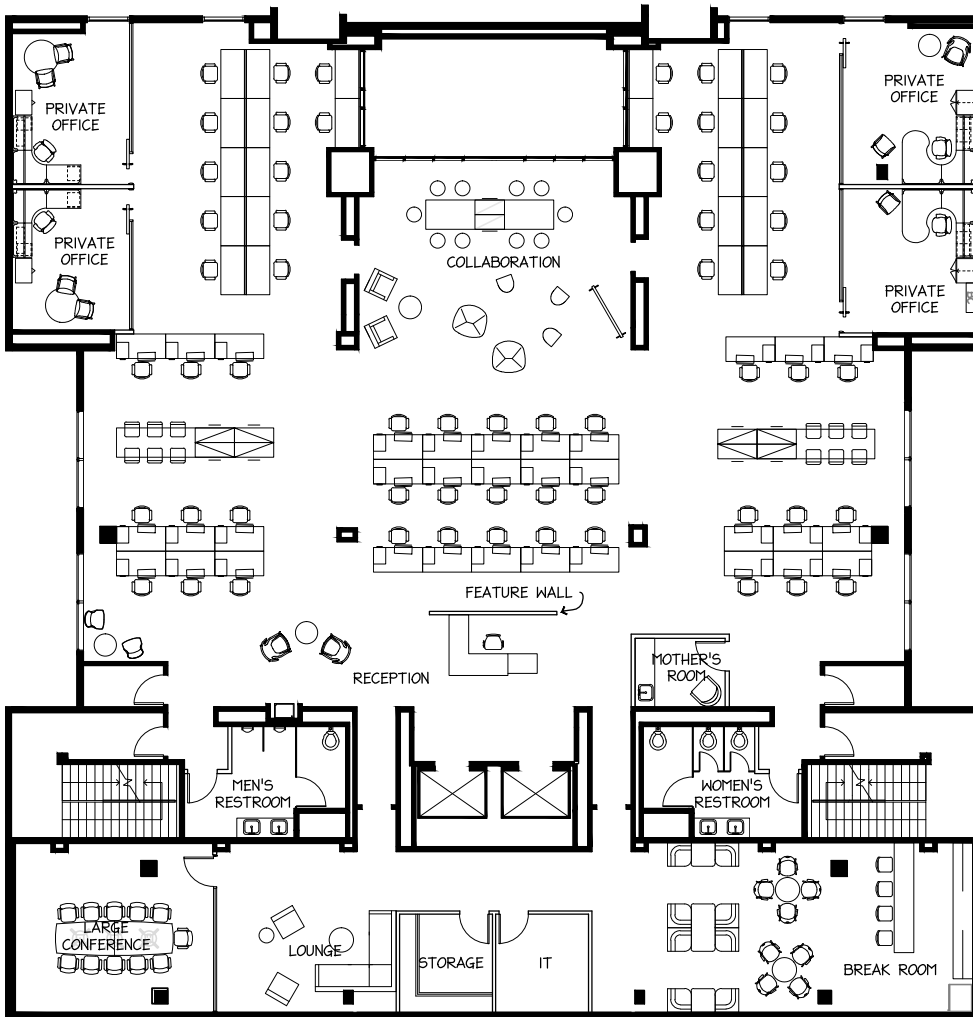 PRIVATE
OFFICE
PRIVATE
OFFICE
PRIVATE
OFFICE
PRIVATE
OFFICE
COLLABORATION
FEATURE WALL
RECEPTION
MOTHER'S
ROOM
MEN'S
RESTROOM
WOMEN'S
RESTROOM
LARGE
CONFERENCE
LOUNGE
STORAGE
IT
BREAK ROOM